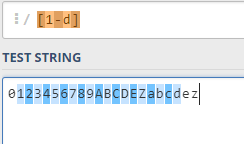 / [1-d]
TEST STRING
0123456789ABCDEZabcdez